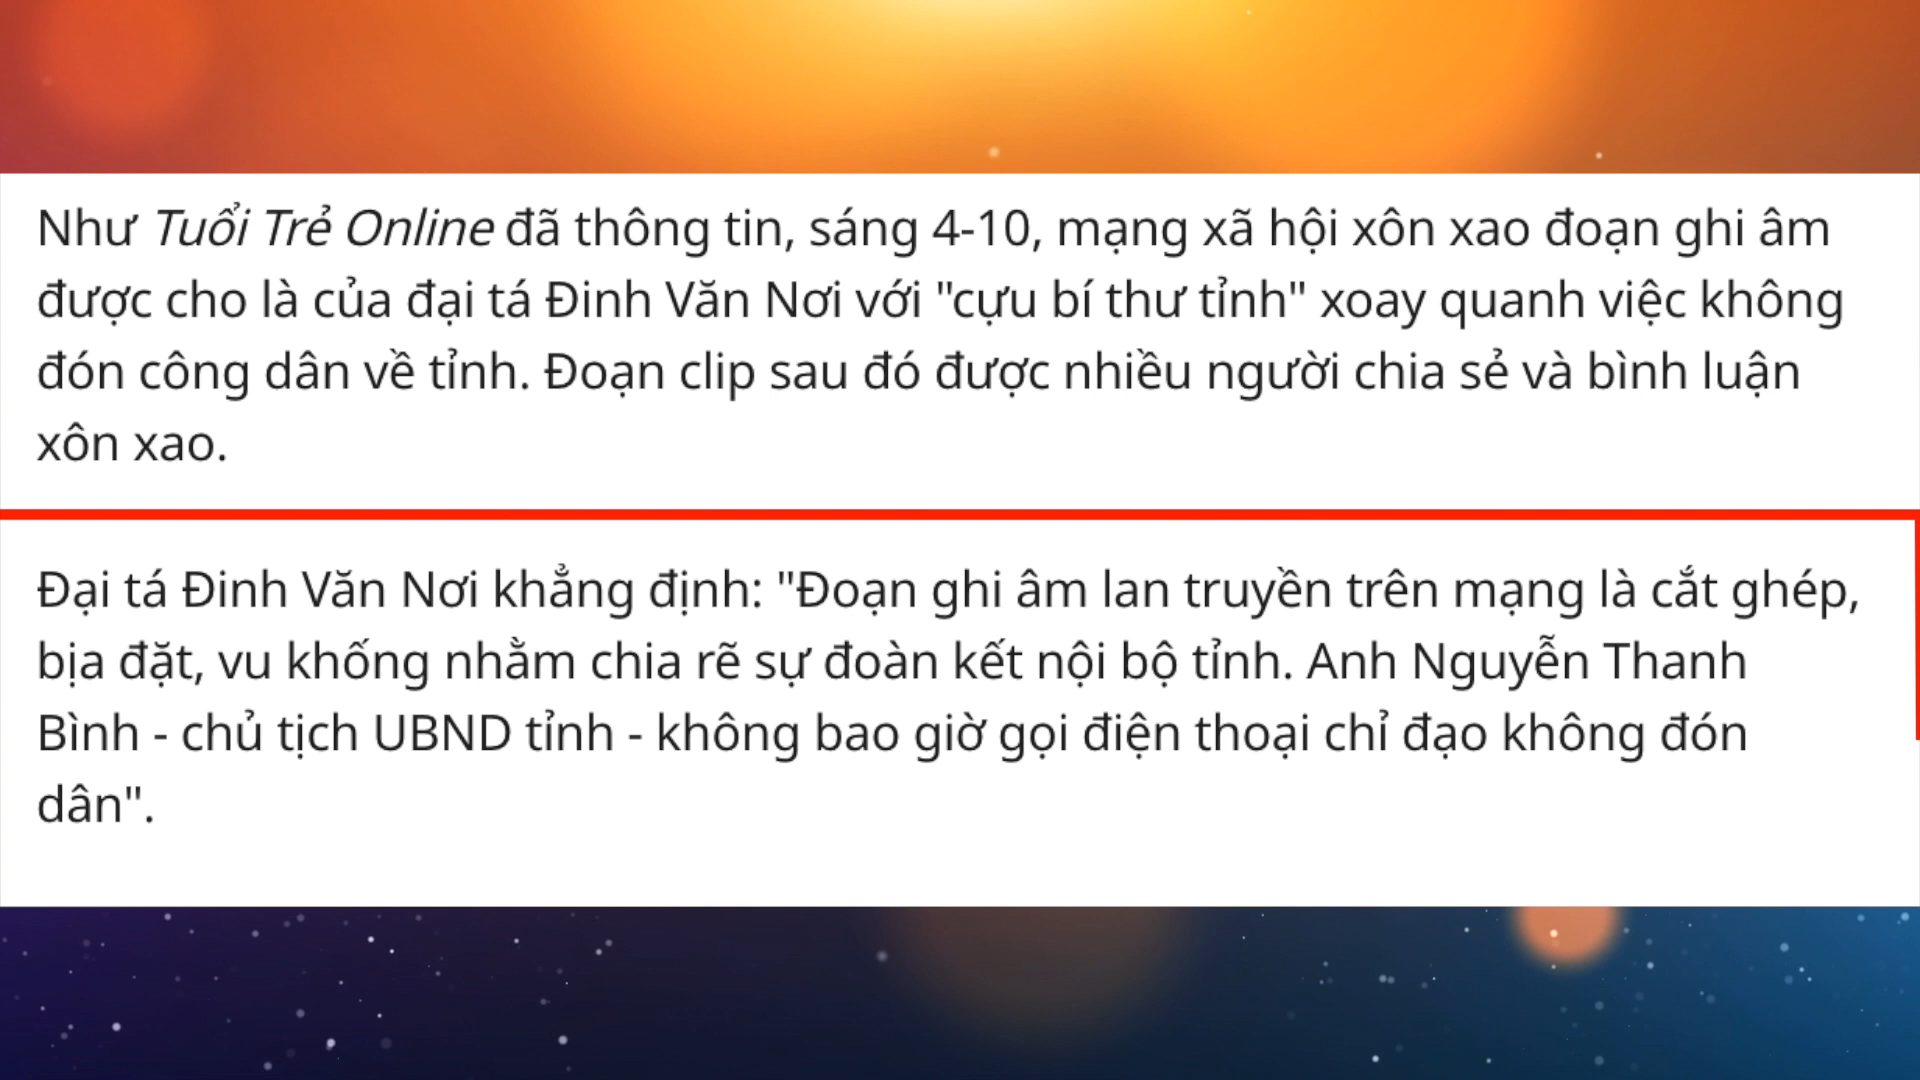 Như Tuổi Trẻ Online đã thông tin, sáng 4-10, mạng xã hội xôn xao đoạn ghi âm
được cho là của đại tá Đinh Văn Nơi với "cựu bí thư tỉnh" xoay quanh việc không
đón công dân về tỉnh. Đoạn clip sau đó được nhiều người chia sẻ và bình luận
xôn xao.
Đại tá Đinh Văn Nơi khẳng định: "Đoạn ghi âm lan truyền trên mạng là cắt ghép,
bịa đặt, vu khống nhằm chia rẽ sự đoàn kết nội bộ tỉnh. Anh Nguyễn Thanh
Bình - chủ tịch UBND tỉnh - không bao giờ gọi điện thoại chỉ đạo không đón
dân".